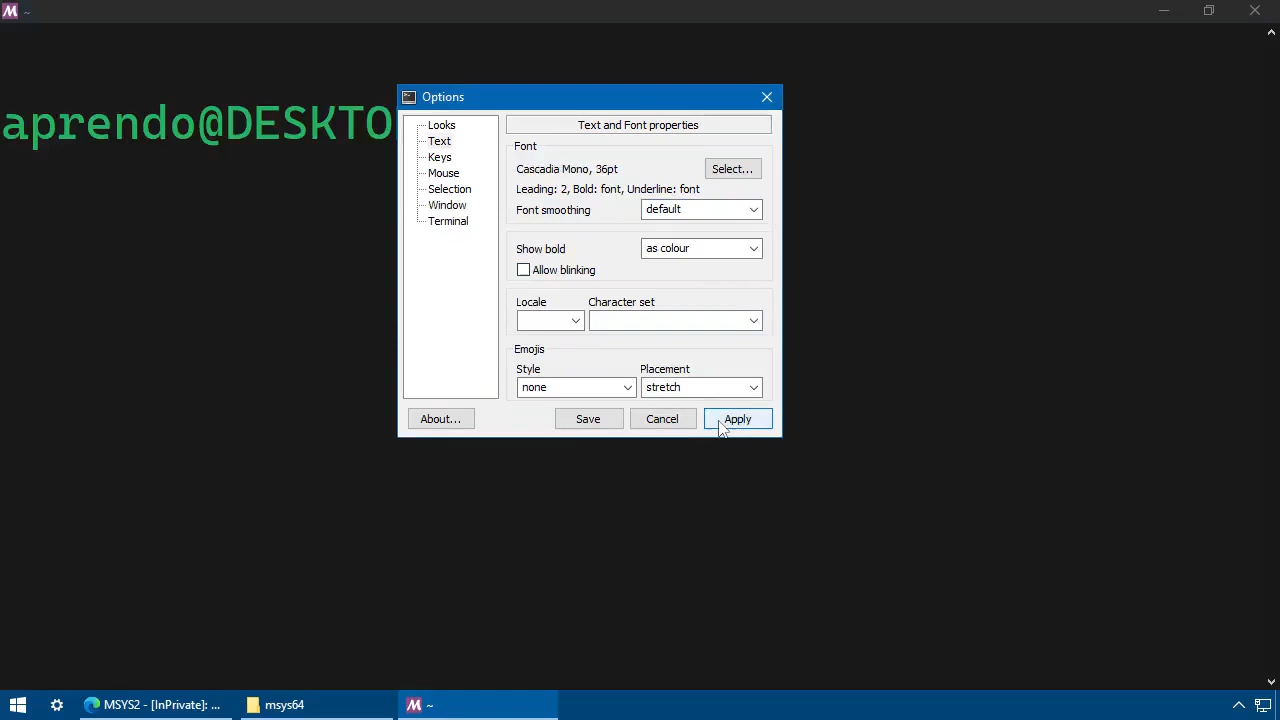 ~
aprendo@DESKTO
Options
Looks
Text
Keys
Mouse
Selection
Window
Terminal
Text and Font properties
Font
Cascadia Mono, 36pt
Select...
Leading: 2, Bold: font, Underline: font
Font smoothing
default
Show bold
as colour
Allow blinking
Locale
Character set
Emojis
Style
Placement
none
stretch
About...
Save
Cancel
Apply
MSYS2 - [InPrivate]: ...
msys64
~